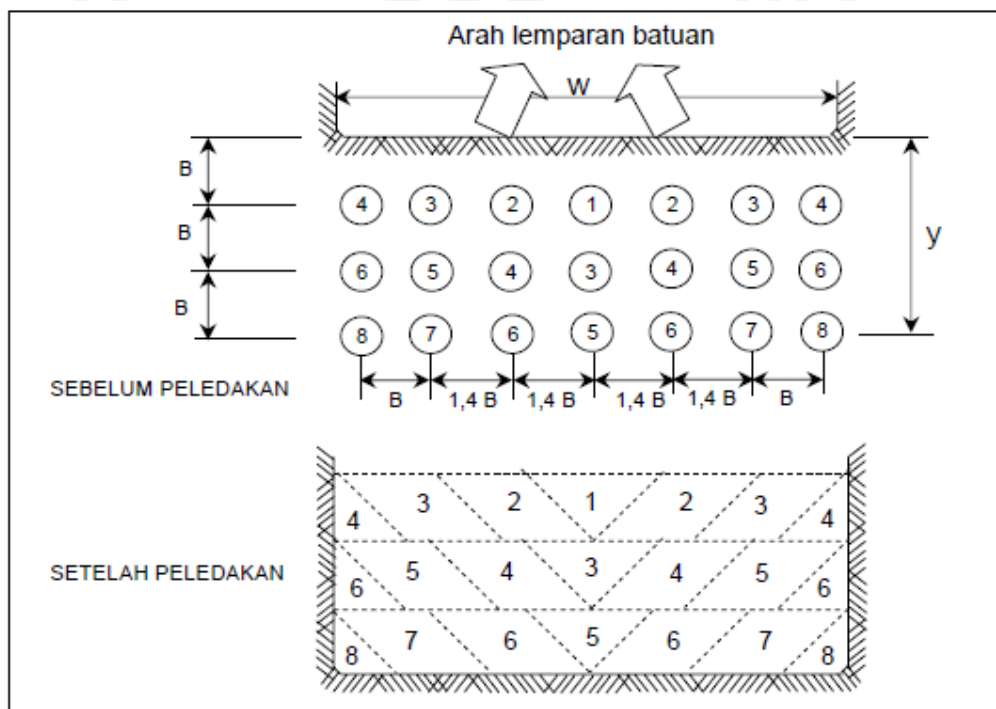 Arah lemparan batuan
W
B
4 3 2 1 2 3 4
B
y
6 5 4 3 4 5 6
B
8 7 6 5 6 7 8
SEBELUM PELEDAKAN
B 1,4 B 1,4 B 1,4 B 1,4 B B
4 3 2 1 2 3 4
SETELAH PELEDAKAN
6 5 4 3 4 5 6
8 7 6 5 6 7 8